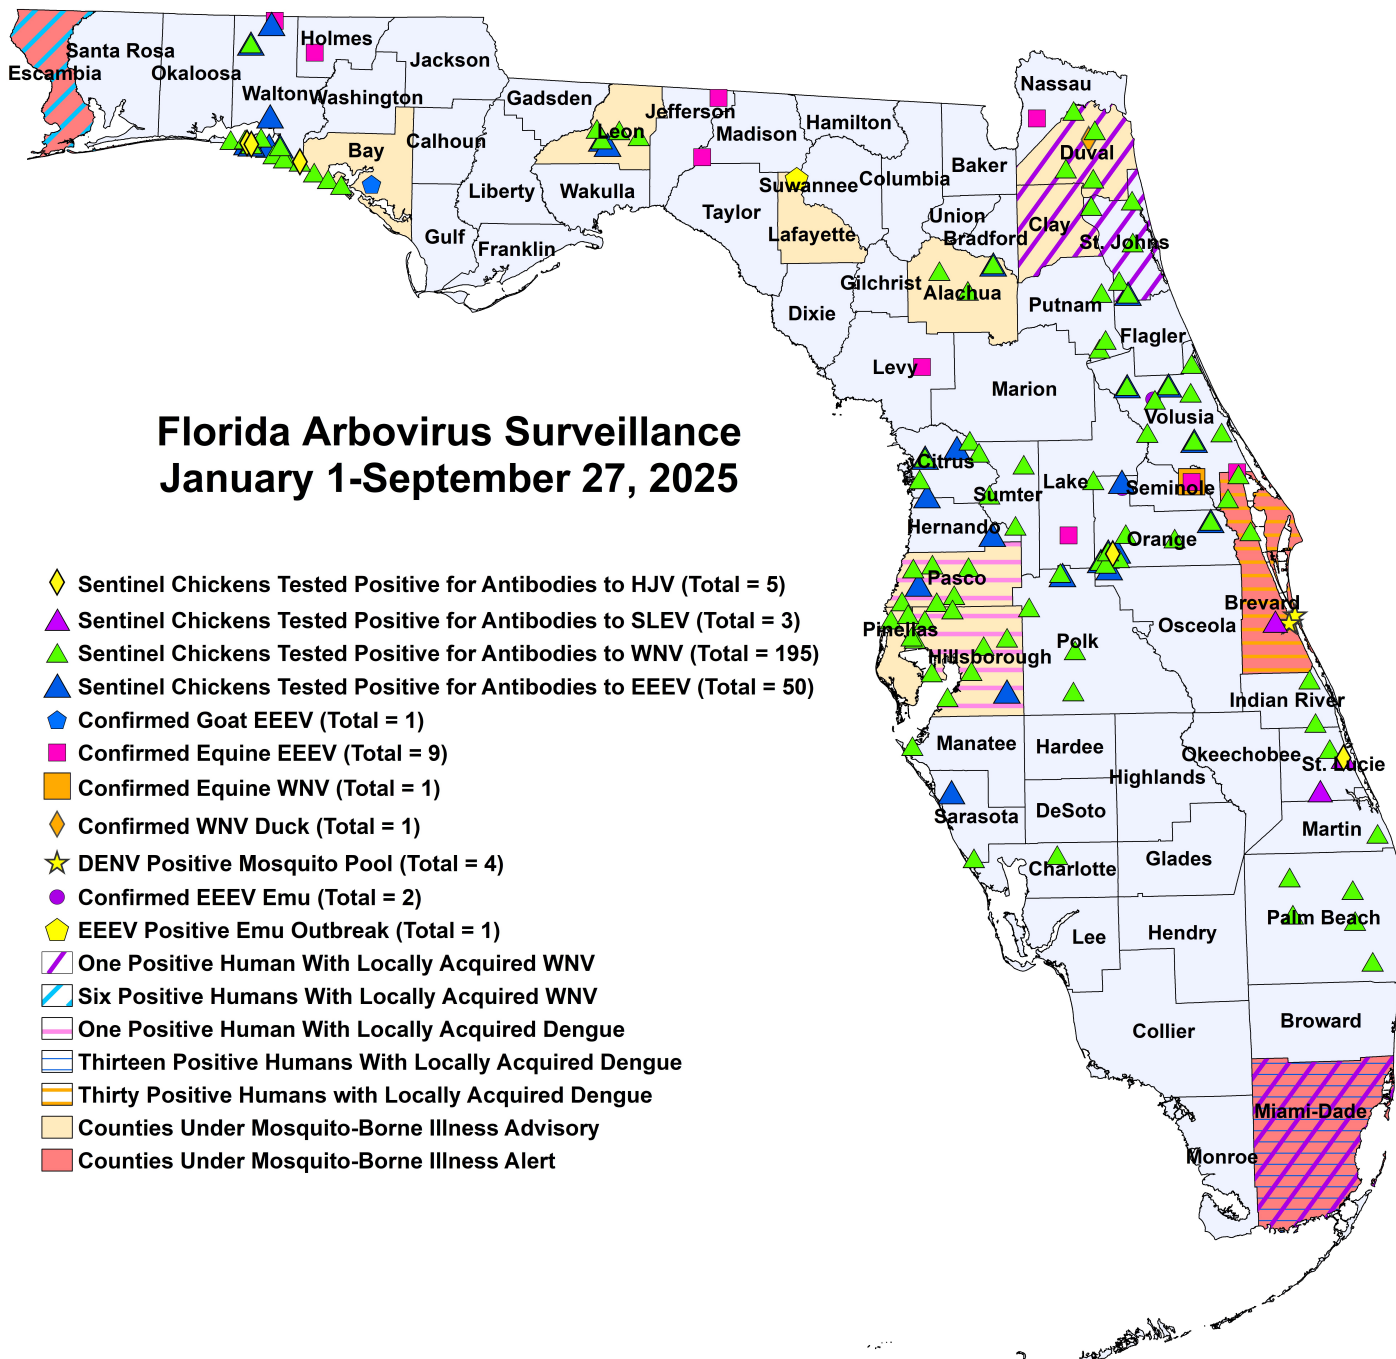 Nassau
Holmes
Santa Rosa
Jackson
Escambia
Okaloosa
Walton
Washington
Gadsden
Jefferson
Hamilton
Leon
Madison
Calhoun
Bay
Duval
Baker
Columbia
Suwannee
Liberty
Wakulla
Taylor
Union
Clay
Lafayette
Bradford
St. Johns
Gulf
Franklin
Gilchrist
Alachua
Putnam
Dixie
Flagler
Levy
Marion
Volusia
Florida Arbovirus Surveillance
January 1-September 27, 2025
Citrus
Lake
Seminole
Sumter
Hernando
Orange
Pasco
Brevard
Osceola
Pinellas
Polk
Hillsborough
Indian River
Manatee
Hardee
Okeechobee
St. Lucie
Highlands
DeSoto
Sarasota
Martin
Glades
Charlotte
Palm Beach
Hendry
Lee
Broward
Collier
Miami-Dade
Monroe
Sentinel Chickens Tested Positive for Antibodies to HJV (Total = 5)
Sentinel Chickens Tested Positive for Antibodies to SLEV (Total = 3)
Sentinel Chickens Tested Positive for Antibodies to WNV (Total = 195)
Sentinel Chickens Tested Positive for Antibodies to EEEV (Total = 50)
Confirmed Goat EEEV (Total = 1)
Confirmed Equine EEEV (Total = 9)
Confirmed Equine WNV (Total = 1)
Confirmed WNV Duck (Total = 1)
DENV Positive Mosquito Pool (Total = 4)
Confirmed EEEV Emu (Total = 2)
EEEV Positive Emu Outbreak (Total = 1)
One Positive Human With Locally Acquired WNV
Six Positive Humans With Locally Acquired WNV
One Positive Human With Locally Acquired Dengue
Thirteen Positive Humans With Locally Acquired Dengue
Thirty Positive Humans with Locally Acquired Dengue
Counties Under Mosquito-Borne Illness Advisory
Counties Under Mosquito-Borne Illness Alert